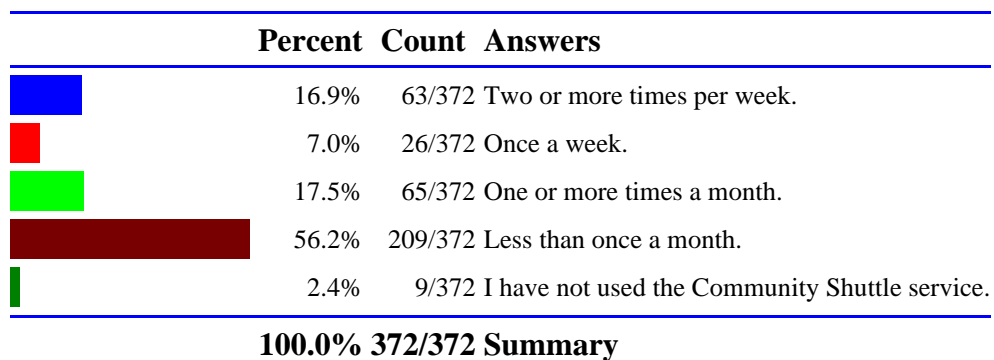 Percent Count Answers
16.9% 63/372 Two or more times per week.
7.0% 26/372 Once a week.
17.5% 65/372 One or more times a month.
56.2% 209/372 Less than once a month.
2.4% 9/372 I have not used the Community Shuttle service.
100.0% 372/372 Summary